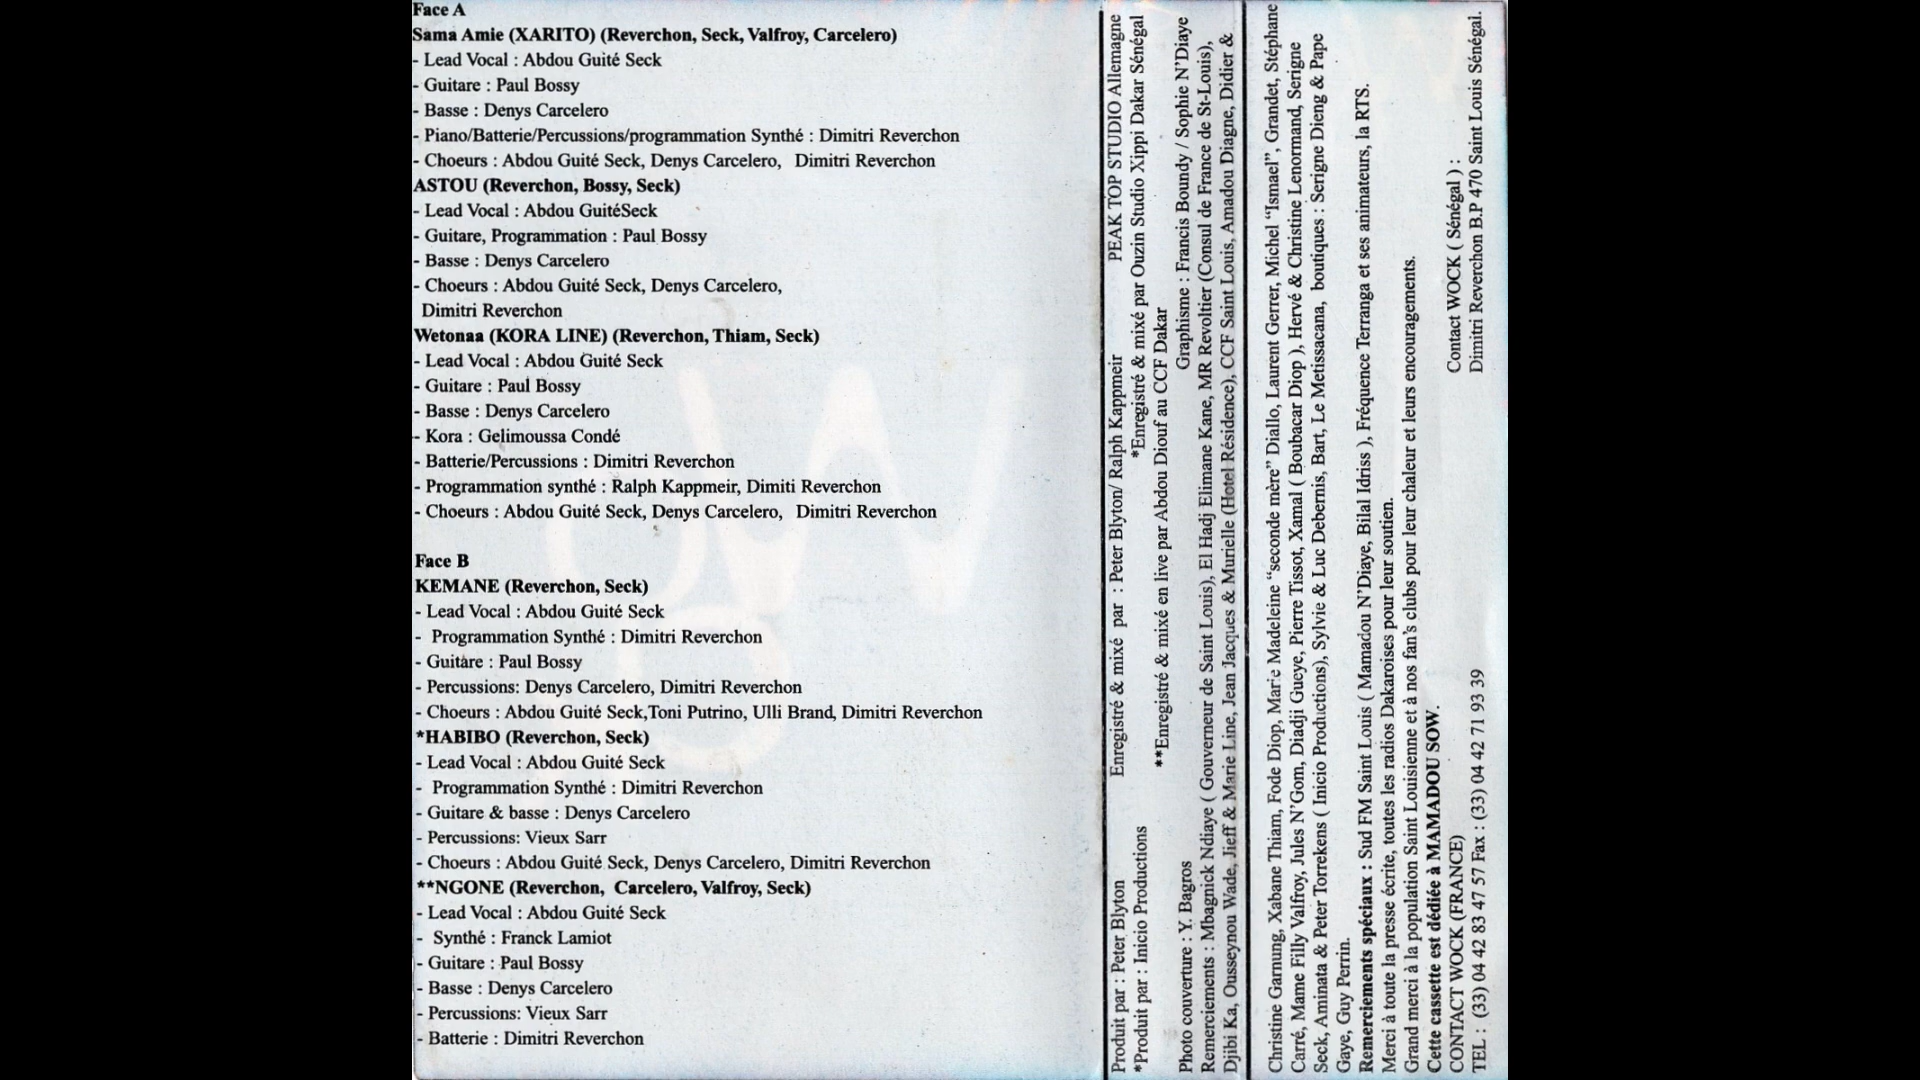 Face A
Sama Amie (XARITO) (Reverchon, Seck, Valfroy, Carcelero)
- Lead Vocal : Abdou Guité Seck
- Guitare : Paul Bossy
- Basse : Denys Carcelero
- Piano/Batterie/Percussions/programmation Synthé : Dimitri Reverchon
- Choeurs : Abdou Guité Seck, Denys Carcelero, Dimitri Reverchon
ASTOU (Reverchon, Bossy, Seck)
- Lead Vocal : Abdou GuitéSeck
- Guitare, Programmation : Paul Bossy
- Basse : Denys Carcelero
- Choeurs : Abdou Guité Seck, Denys Carcelero,
Dimitri Reverchon
Wetonaa (KORA LINE) (Reverchon, Thiam, Seck)
- Lead Vocal : Abdou Guité Seck
- Guitare : Paul Bossy
- Basse : Denys Carcelero
- Kora : Gelimoussa Condé
- Batterie/Percussions : Dimitri Reverchon
- Programmation synthé : Ralph Kappmeir, Dimiti Reverchon
- Choeurs : Abdou Guité Seck, Denys Carcelero, Dimitri Reverchon
Face B
KEMANE (Reverchon, Seck)
- Lead Vocal : Abdou Guité Seck
- Programmation Synthé : Dimitri Reverchon
- Guitare : Paul Bossy
- Percussions: Denys Carcelero, Dimitri Reverchon
- Choeurs : Abdou Guité Seck,Toni Putrino, Ulli Brand, Dimitri Reverchon
*HABIBO (Reverchon, Seck)
- Lead Vocal : Abdou Guité Seck
- Programmation Synthé : Dimitri Reverchon
- Guitare & basse : Denys Carcelero
- Percussions: Vieux Sarr
- Choeurs : Abdou Guité Seck, Denys Carcelero, Dimitri Reverchon
**NGONE (Reverchon, Carcelero, Valfroy, Seck)
- Lead Vocal : Abdou Guité Seck
- Synthé : Franck Lamiot
- Guitare : Paul Bossy
- Basse : Denys Carcelero
- Percussions: Vieux Sarr
- Batterie : Dimitri Reverchon
Produit par : Peter Blyton Enregistré & mixé par : Peter Blyton/ Ralph Kappmeir PEAK TOP STUDIO Allemagne
*Produit par : Inicio Productions *Enregistré & mixé par Ouzin Studio Xippi Dakar Sénégal
**Enregistré & mixé en live par Abdou Diouf au CCF Dakar
Photo couverture : Y. Bagros Graphisme : Francis Boundy / Sophie N'Diaye
Remerciements : Mbagnick Ndiaye ( Gouverneur de Saint Louis), El Hadj Elimane Kane, MR Revoltier (Consul de France de St-Louis),
Djibi Ka, Ousseynou Wade, Jieff & Marie Line, Jean Jacques & Murielle (Hotel Résidence), CCF Saint Louis, Amadou Diagne, Didier &
Christine Garnung, Xabane Thiam, Fode Diop, Marie Madeleine "seconde mère" Diallo, Laurent Gerrer, Michel "Ismael", Grandet, Stéphane
Carré, Mame Filly Valfroy, Jules N'Gom, Diadji Gueye, Pierre Tissot, Xamal ( Boubacar Diop ), Hervé & Christine Lenormand, Serigne
Seck, Aminata & Peter Torrekens ( Inicio Productions), Sylvie & Luc Debernis, Bart, Le Metissacana, boutiques : Serigne Dieng & Pape
Gaye, Guy Perrin.
Remerciements spéciaux : Sud FM Saint Louis ( Mamadou N'Diaye, Bilal Idriss ), Fréquence Terranga et ses animateurs, la RTS.
Merci à toute la presse écrite, toutes les radios Dakaroises pour leur soutien.
Grand merci à la population Saint Louisienne et à nos fan's clubs pour leur chaleur et leurs encouragements.
Cette cassette est dédiée à MAMADOU SOW.
CONTACT WOCK (FRANCE) Contact WOCK ( Sénégal ) :
TEL : (33) 04 42 83 47 57 Fax : (33) 04 42 71 93 39 Dimitri Reverchon B.P 470 Saint Louis Sénégal.